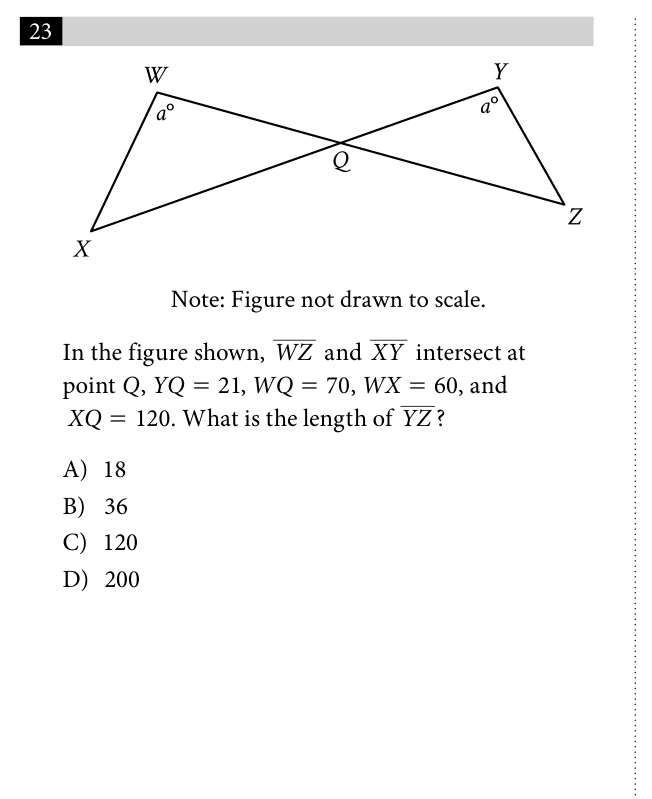 23
W
Y
a°
a°
Q
Z
X
Note: Figure not drawn to scale.
In the figure shown, WZ and XY intersect at
point Q, YQ = 21, WQ = 70, WX = 60, and
XQ = 120. What is the length of YZ?
A) 18
B) 36
C) 120
D) 200